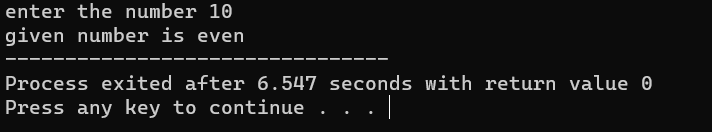 enter the number 10
given number is even
--------------------------------
Process exited after 6.547 seconds with return value 0
Press any key to continue . . .